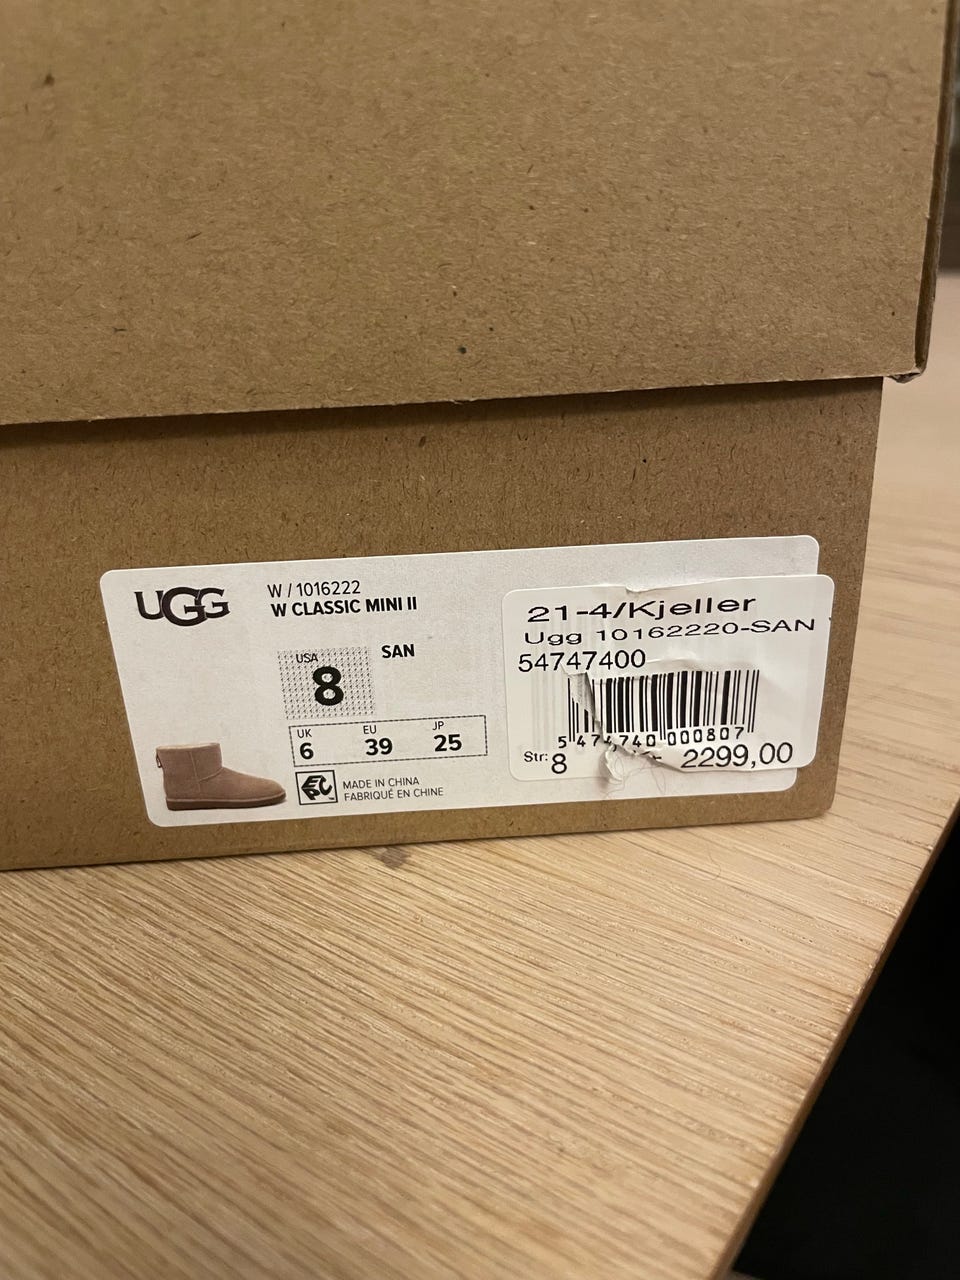 UGG
W / 1016222
W CLASSIC MINI II
SAN
USA
8
UK EU JP
6 39 25
MADE IN CHINA
FABRIQUÉ EN CHINE
21-4/Kjeller
Ugg 10162220-SAN
54747400
000807
Str: 8 2299,00